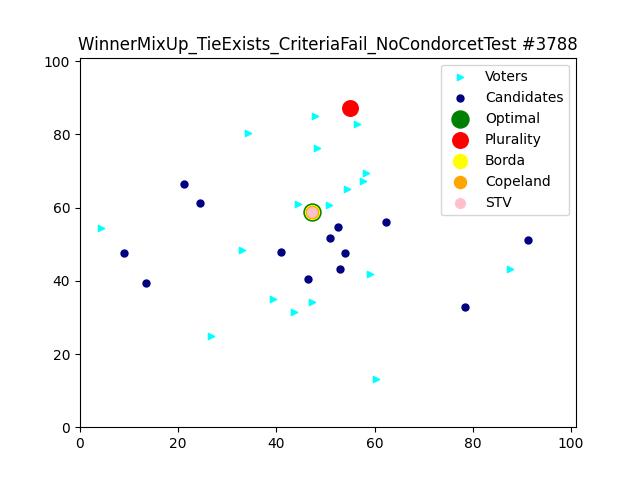 WinnerMixUp_TieExists_CriteriaFail_NoCondorcetTest #3788
Voters
Candidates
Optimal
Plurality
Borda
Copeland
STV
100
80
60
40
20
0
0 20 40 60 80 100